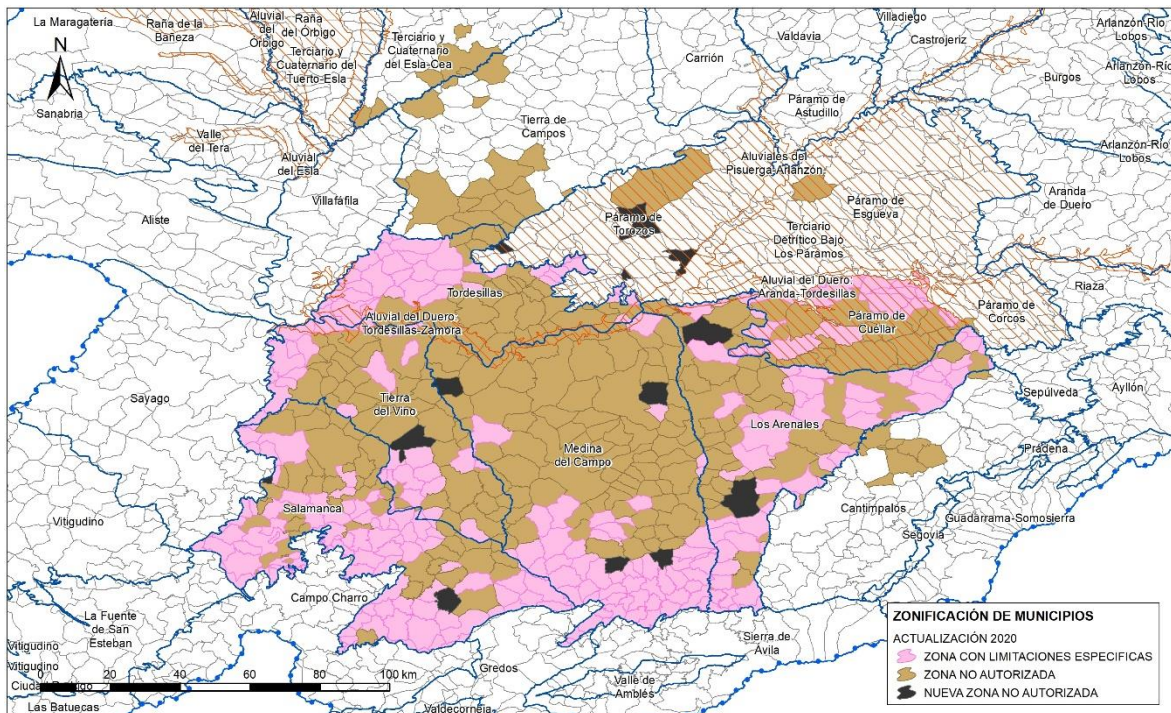 La Maragatería
Raña de la
Bañeza
Aluvial
del
Órbigo
Raña
del Órbigo
Terciario y
Cuaternario del
Tuerto-Esla
Terciario y
Cuaternario
del Esla-Cea
Carrión
Valdavia
Villadiego
Castrojeriz
Arlanzón-Río
Lobos
N
Sanabria
Valle
del Tera
Aluvial
del Esla
Tierra de
Campos
Páramo de
Astudillo
Burgos
Arlanzón-Río
Lobos
Aliste
Villafáfila
Aluviales del
Pisuerga-Arlanzón
Arlanzón-Río
Lobos
Páramo de
Torozos
Páramo de
Esgueva
Aranda
de Duero
Terciario
Detrítico Bajo
Los Páramos
Tordesillas
Aluvial del Duero:
Aranda-Tordesillas
Riaza
Aluvial del Duero:
Tordesillas-Zamora
Páramo de
Cuéllar
Páramo de
Corcos
Sayago
Tierra
del Vino
Sepúlveda
Ayllón
Los Arenales
Medina
del Campo
Prádena
Vitigudino
Salamanca
Cantimpalos
Guadarrama-Somosierra
Segovia
Campo Charro
La Fuente
de San
Esteban
Sierra de
Ávila
Vitigudino
Vitigudino
Gredos
Valle de
Amblés
Las Batuecas
Valdecorneja
0 20 40 60 80 100 km
ZONIFICACIÓN DE MUNICIPIOS
ACTUALIZACIÓN 2020
ZONA CON LIMITACIONES ESPECIFICAS
ZONA NO AUTORIZADA
NUEVA ZONA NO AUTORIZADA